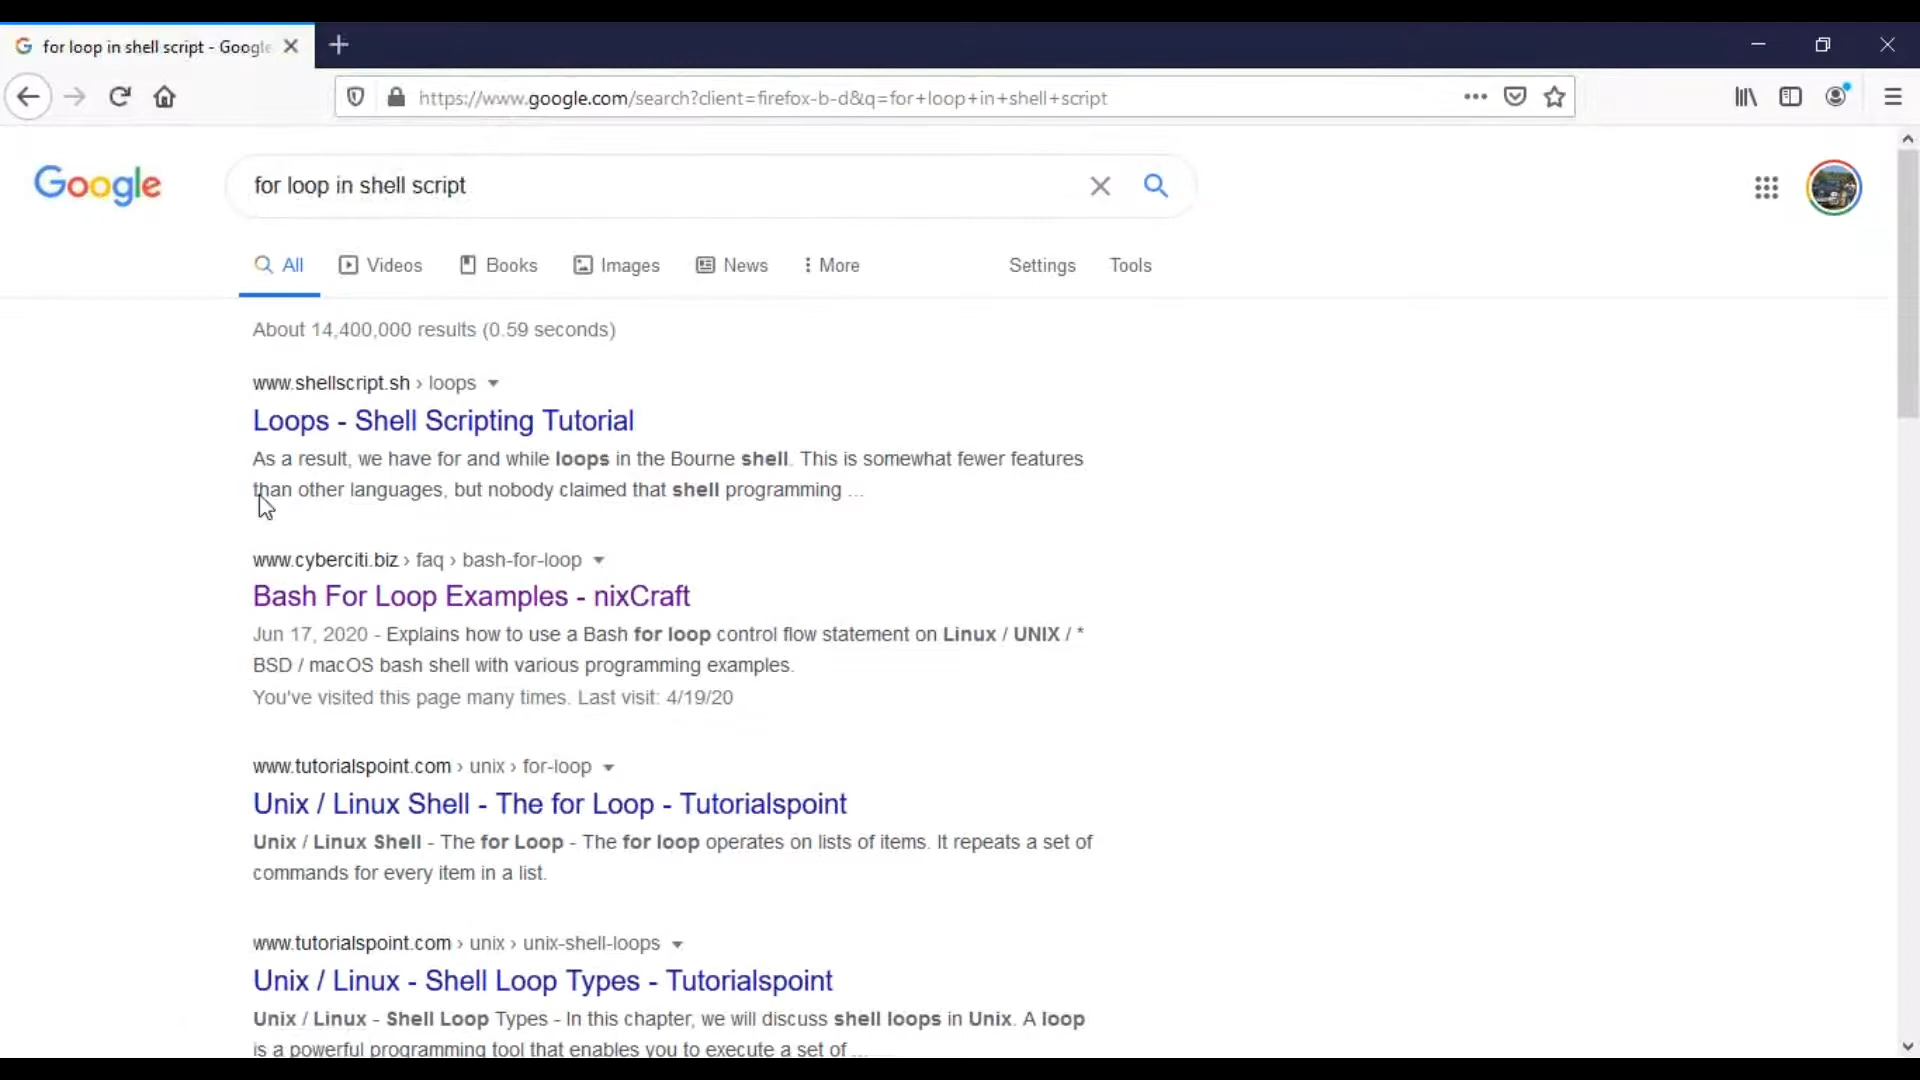 for loop in shell script - Google
https://www.google.com/search?client=firefox-b-d&q=for+loop+in+shell+script
Google
for loop in shell script
All Videos Books Images News More Settings Tools
About 14,400,000 results (0.59 seconds)
www.shellscript.sh › loops
Loops - Shell Scripting Tutorial
As a result, we have for and while loops in the Bourne shell. This is somewhat fewer features
than other languages, but nobody claimed that shell programming ...
www.cyberciti.biz › faq › bash-for-loop
Bash For Loop Examples - nixCraft
Jun 17, 2020 - Explains how to use a Bash for loop control flow statement on Linux / UNIX / *
BSD / macOS bash shell with various programming examples.
You've visited this page many times. Last visit: 4/19/20
www.tutorialspoint.com › unix › for-loop
Unix / Linux Shell - The for Loop - Tutorialspoint
Unix / Linux Shell - The for Loop - The for loop operates on lists of items. It repeats a set of
commands for every item in a list.
www.tutorialspoint.com › unix › unix-shell-loops
Unix / Linux - Shell Loop Types - Tutorialspoint
Unix / Linux - Shell Loop Types - In this chapter, we will discuss shell loops in Unix. A loop
is a powerful programming tool that enables you to execute a set of ...